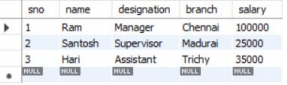 sno name designation branch salary
1 Ram Manager Chennai 100000
2 Santosh Supervisor Madurai 25000
3 Hari Assistant Trichy 35000
NULL NULL NULL NULL NULL